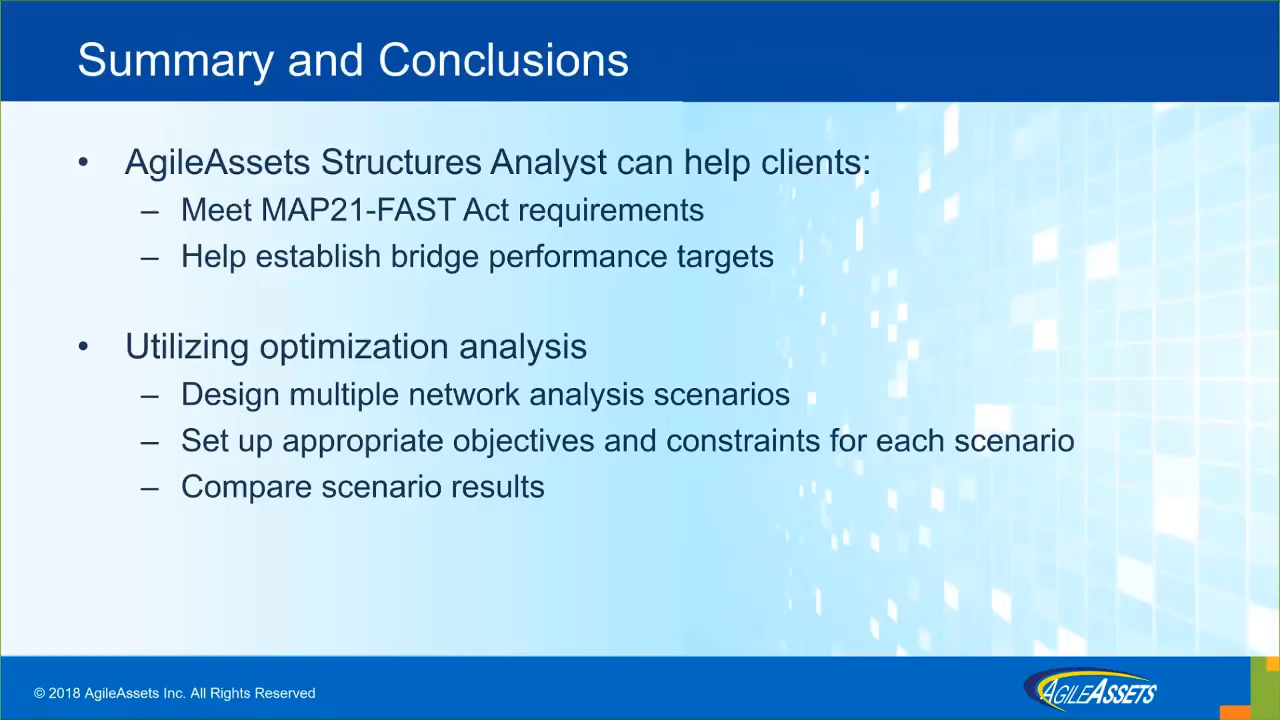 Summary and Conclusions
• AgileAssets Structures Analyst can help clients:
– Meet MAP21-FAST Act requirements
– Help establish bridge performance targets
• Utilizing optimization analysis
– Design multiple network analysis scenarios
– Set up appropriate objectives and constraints for each scenario
– Compare scenario results
© 2018 AgileAssets Inc. All Rights Reserved
AGILEASSETS